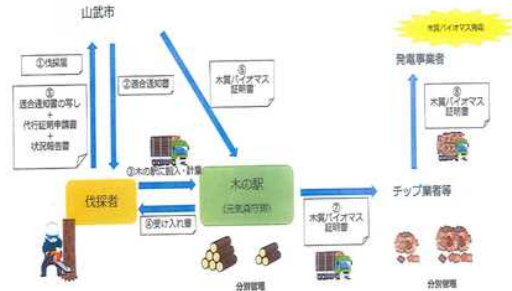 山武市
木質バイオマス発電
発電事業者
①伐採届
②適合通知書
⑤
適合通知書の写し
+
代行証明申請書
+
状況報告書
⑥
木質バイオマス
証明書
⑧
木質バイオマス
証明書
③木の駅に搬入・計量
伐採者
木の駅
④受け入れ書
⑦
木質バイオマス
証明書
チップ業者等
分別管理
分別管理